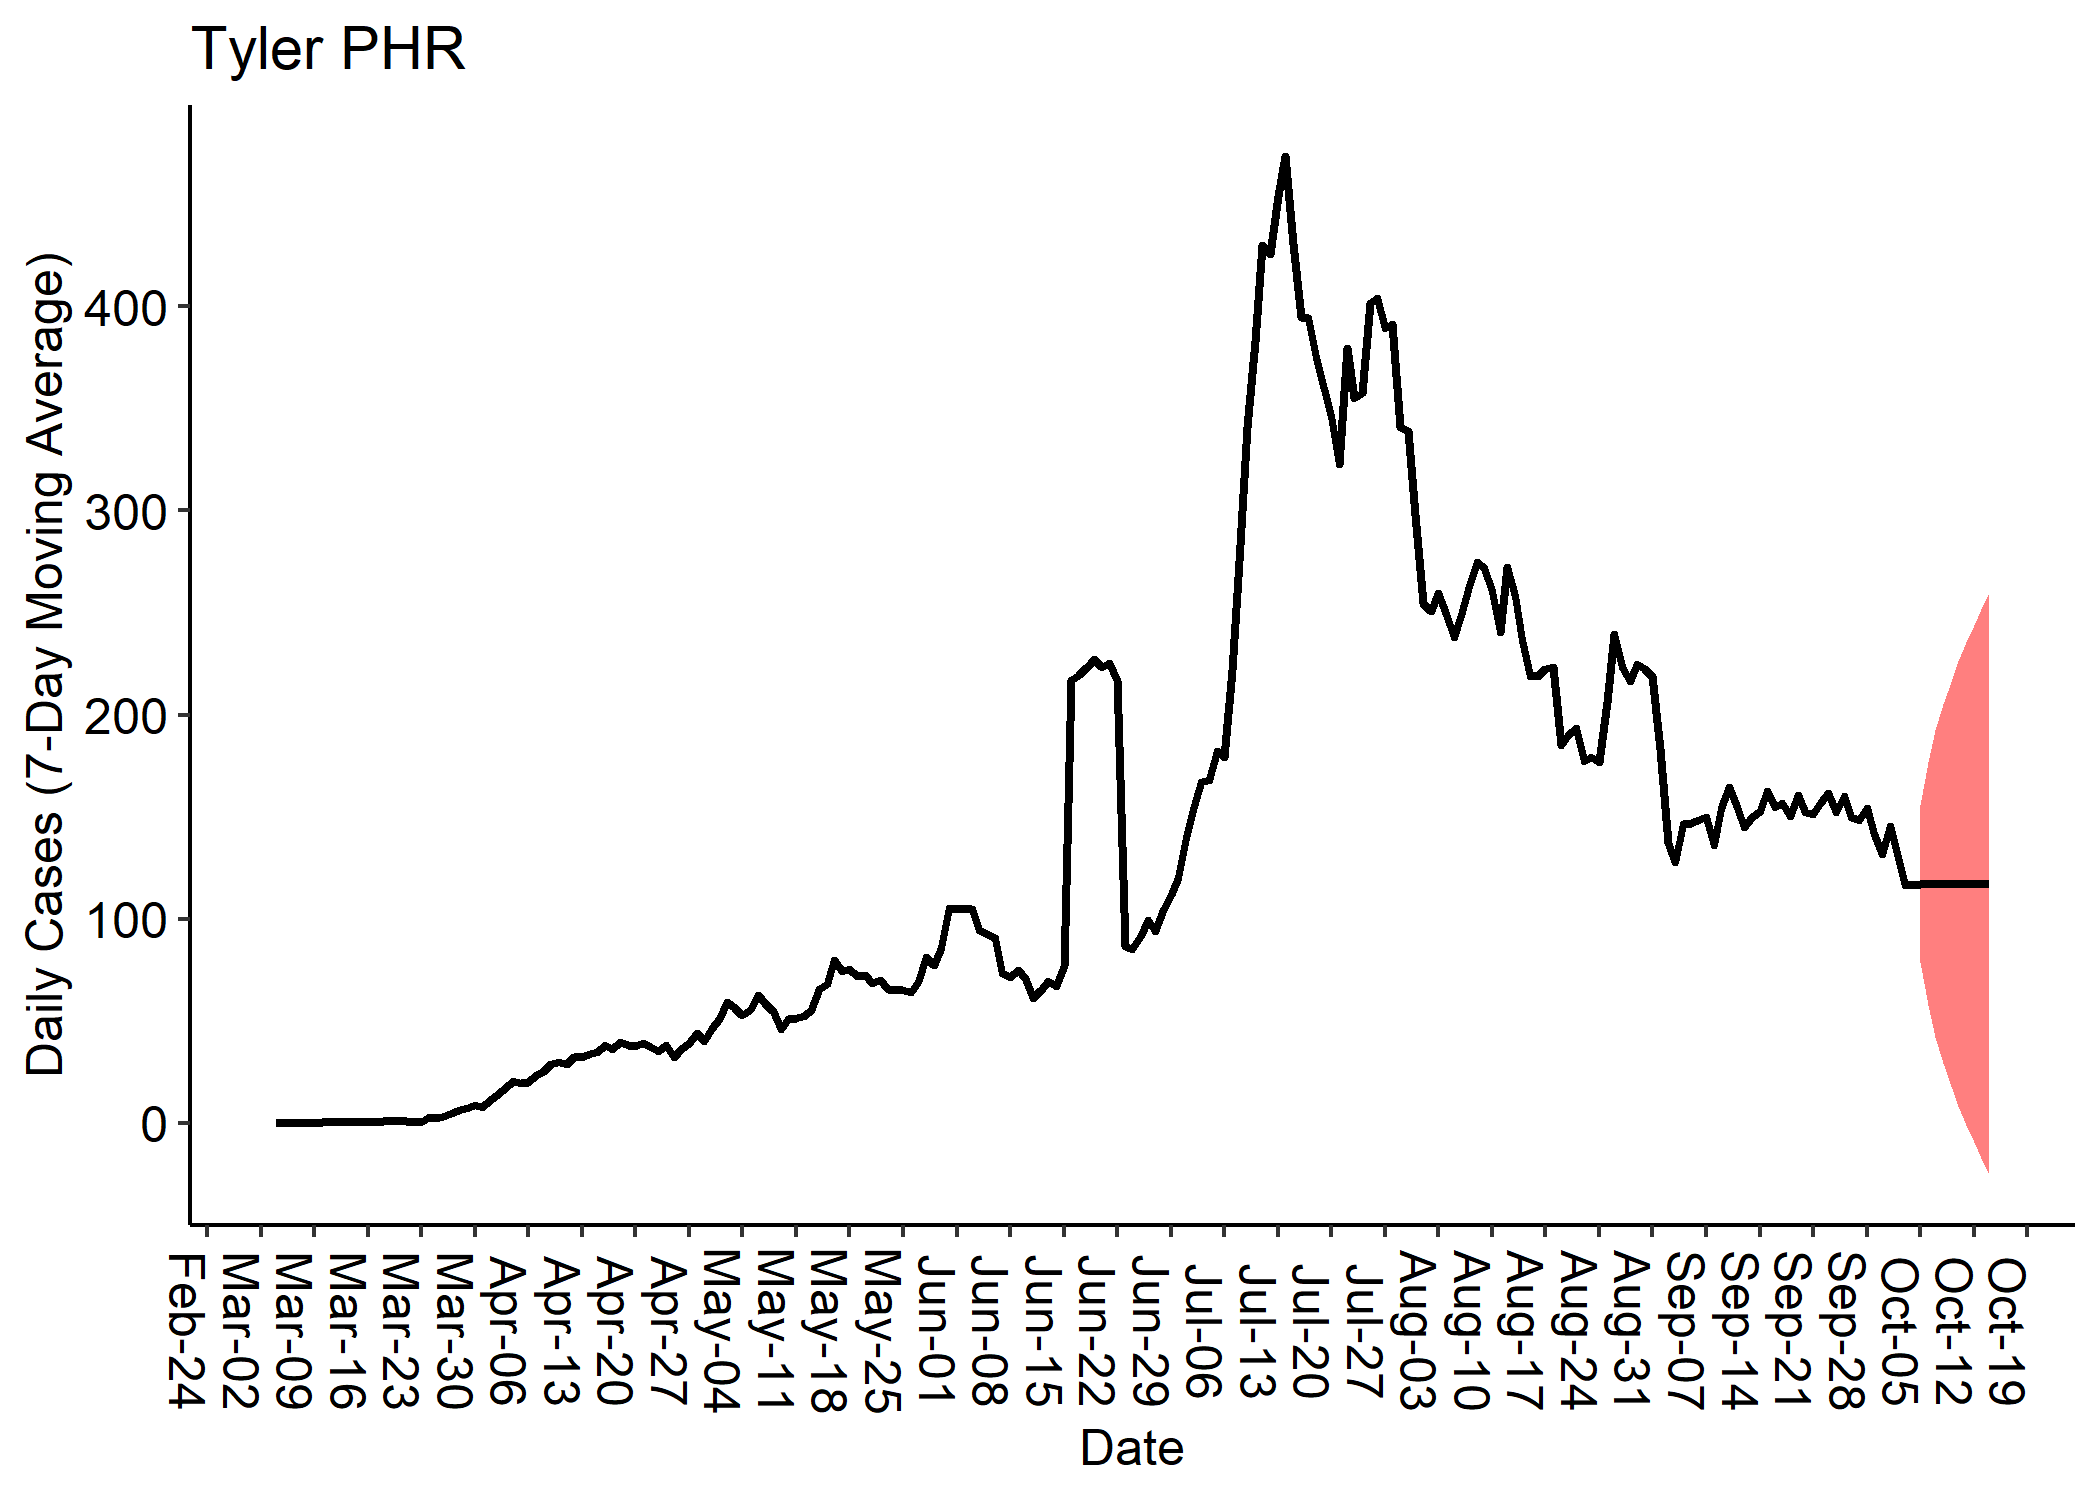 Tyler PHR
Daily Cases (7-Day Moving Average)
400
300
200
100
0
Feb-24
Mar-02
Mar-09
Mar-16
Mar-23
Mar-30
Apr-06
Apr-13
Apr-20
Apr-27
May-04
May-11
May-18
May-25
Jun-01
Jun-08
Jun-15
Jun-22
Jun-29
Jul-06
Jul-13
Jul-20
Jul-27
Aug-03
Aug-10
Aug-17
Aug-24
Aug-31
Sep-07
Sep-14
Sep-21
Sep-28
Oct-05
Oct-12
Oct-19
Date